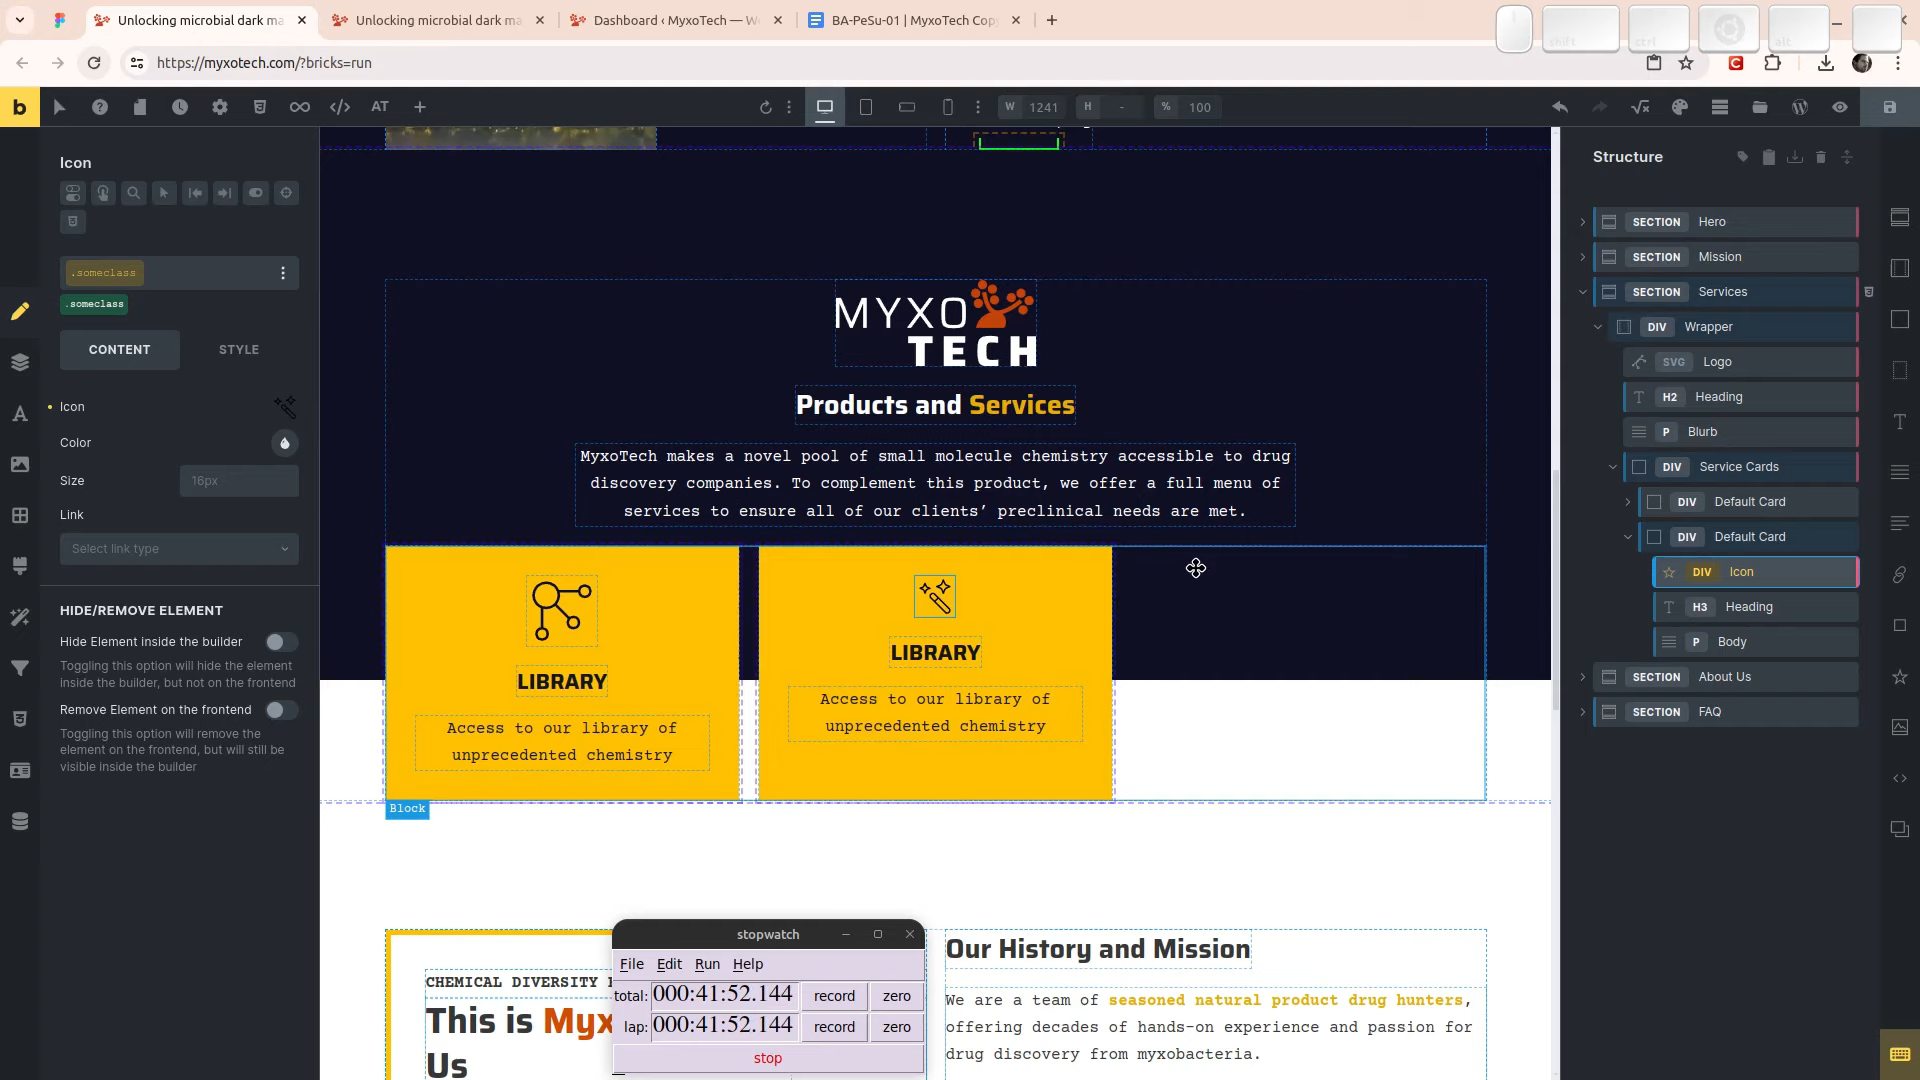 Unlocking microbial dark ma
Unlocking microbial dark ma
Dashboard ‹ MyxoTech — W
BA-PeSu-01 | MyxoTech Cop
shift
ctrl
alt
https://myxotech.com/?bricks=run
b
AT
W 1241
H -
% 100
Icon
.someclass
.someclass
CONTENT
STYLE
Icon
Color
Size
16px
Link
Select link type
HIDE/REMOVE ELEMENT
Hide Element inside the builder
Toggling this option will hide the element
inside the builder, but not on the frontend
Remove Element on the frontend
Toggling this option will remove the
element on the frontend, but will still be
visible inside the builder
MYXO
TECH
Products and Services
MyxoTech makes a novel pool of small molecule chemistry accessible to drug
discovery companies. To complement this product, we offer a full menu of
services to ensure all of our clients’ preclinical needs are met.
LIBRARY
Access to our library of
unprecedented chemistry
LIBRARY
Access to our library of
unprecedented chemistry
Block
CHEMICAL DIVERSITY
This is Myx
Us
Our History and Mission
We are a team of seasoned natural product drug hunters,
offering decades of hands-on experience and passion for
drug discovery from myxobacteria.
stopwatch
File Edit Run Help
total: 000:41:52.144 record zero
lap: 000:41:52.144 record zero
stop
Structure
SECTION Hero
SECTION Mission
SECTION Services
DIV Wrapper
SVG Logo
H2 Heading
P Blurb
DIV Service Cards
DIV Default Card
DIV Default Card
DIV Icon
H3 Heading
P Body
SECTION About Us
SECTION FAQ